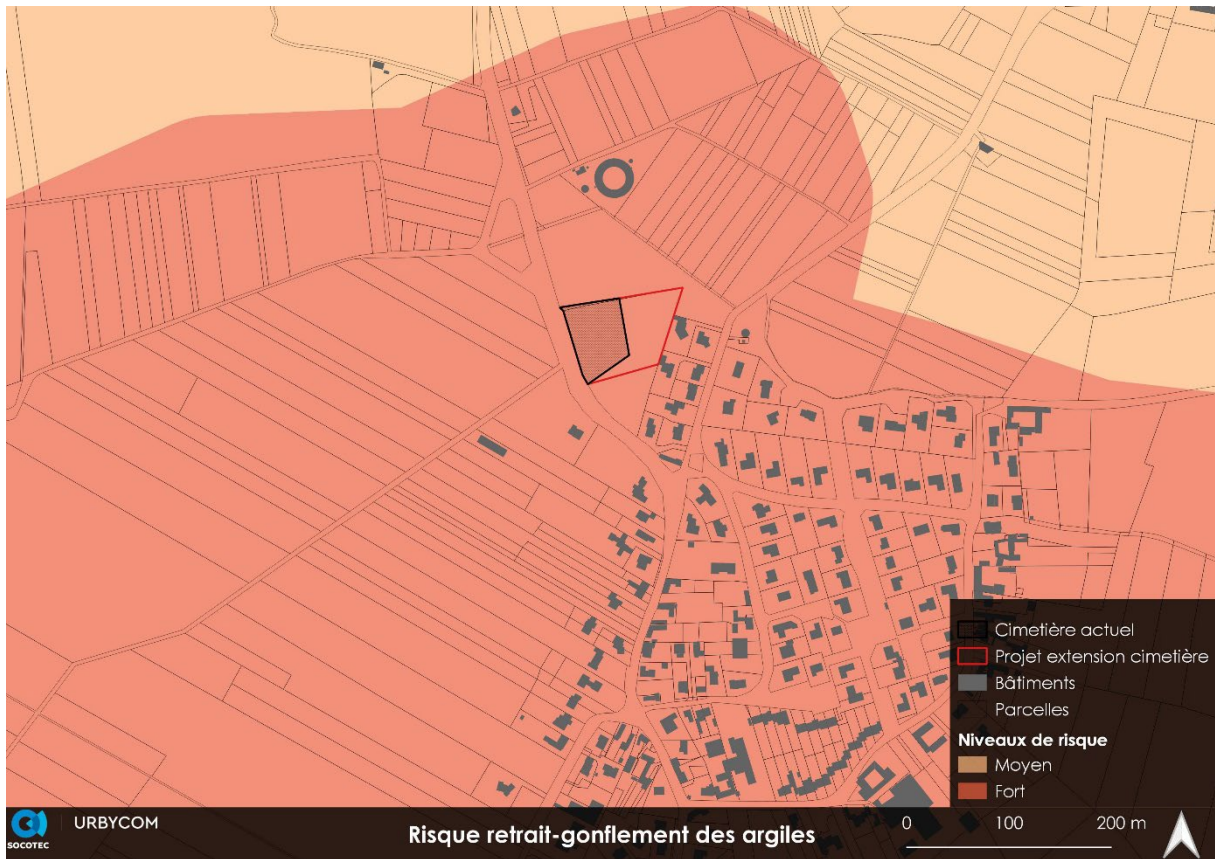 Cimetière actuel
Projet extension cimetière
Bâtiments
Parcelles
Niveaux de risque
Moyen
Fort
SOCOTEC
URBYCOM
Risque retrait-gonflement des argiles
0 100 200 m